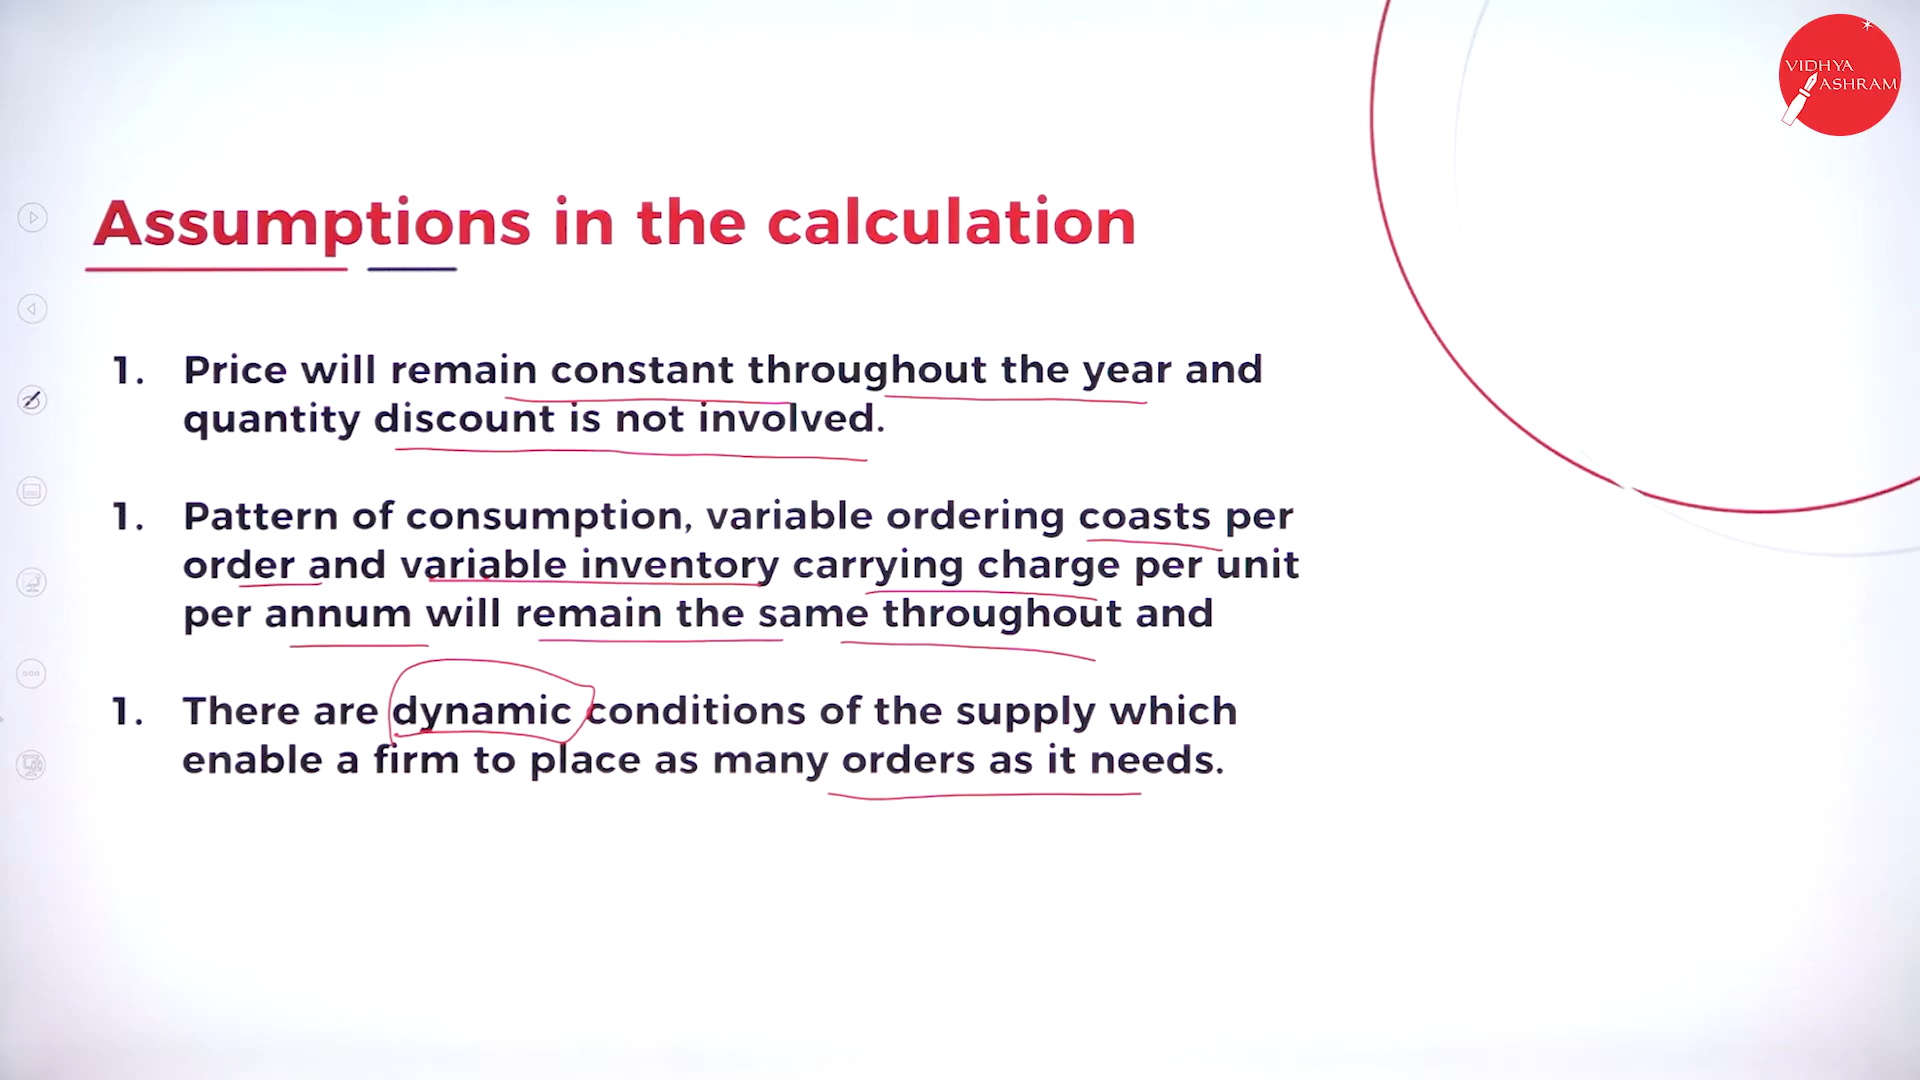 VIDHYA
ASHRAM
Assumptions in the calculation
1. Price will remain constant throughout the year and
quantity discount is not involved.
1. Pattern of consumption, variable ordering coasts per
order and variable inventory carrying charge per unit
per annum will remain the same throughout and
1. There are dynamic conditions of the supply which
enable a firm to place as many orders as it needs.